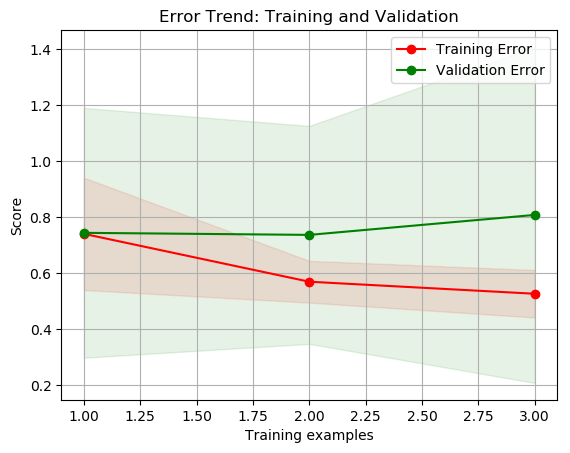 Error Trend: Training and Validation
Training Error
Validation Error
Score
1.4
1.2
1.0
0.8
0.6
0.4
0.2
1.00 1.25 1.50 1.75 2.00 2.25 2.50 2.75 3.00
Training examples